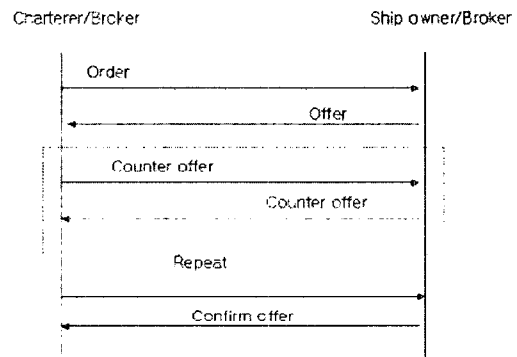 Charterer/Broker
Ship owner/Broker
Order
Offer
Counter offer
Counter offer
Repeat
Confirm offer